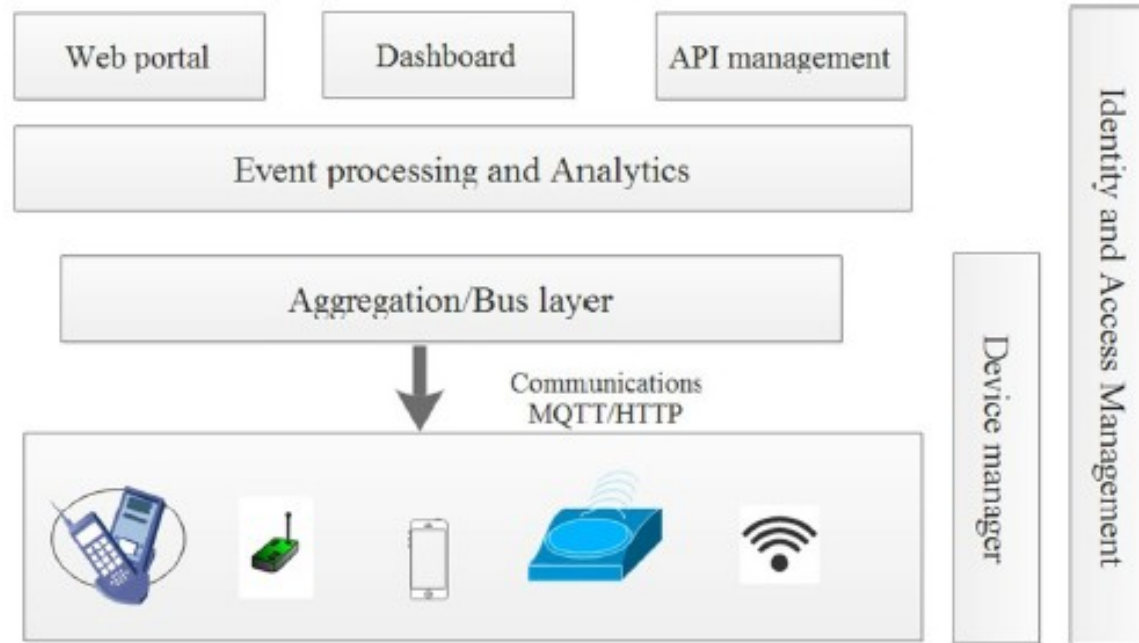 Web portal
Dashboard
API management
Event processing and Analytics
Aggregation/Bus layer
Communications
MQTT/HTTP
Device manager
Identity and Access Management